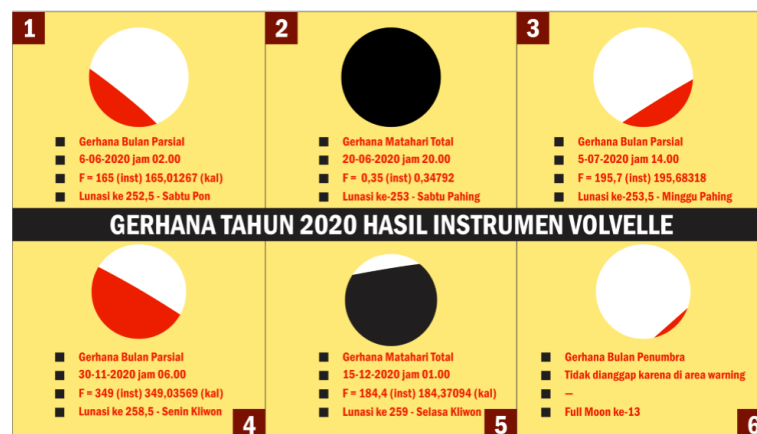 1
Gerhana Bulan Parsial
6-06-2020 jam 02.00
F = 165 (inst) 165,01267 (kal)
Lunasi ke 252,5 - Sabtu Pon
2
Gerhana Matahari Total
20-06-2020 jam 20.00
F = 0,35 (inst) 0,34792
Lunasi ke-253 - Sabtu Pahing
3
Gerhana Bulan Parsial
5-07-2020 jam 14.00
F = 195,7 (inst) 195,68318
Lunasi ke-253,5 - Minggu Pahing
GERHANA TAHUN 2020 HASIL INSTRUMEN VOLVELLE
Gerhana Bulan Parsial
30-11-2020 jam 06.00
F = 349 (inst) 349,03569 (kal)
Lunasi ke 258,5 - Senin Kliwon
4
Gerhana Matahari Total
15-12-2020 jam 01.00
F = 184,4 (inst) 184,37094 (kal)
Lunasi ke 259 - Selasa Kliwon
5
Gerhana Bulan Penumbra
Tidak dianggap karena di area warning
—
Full Moon ke-13
6